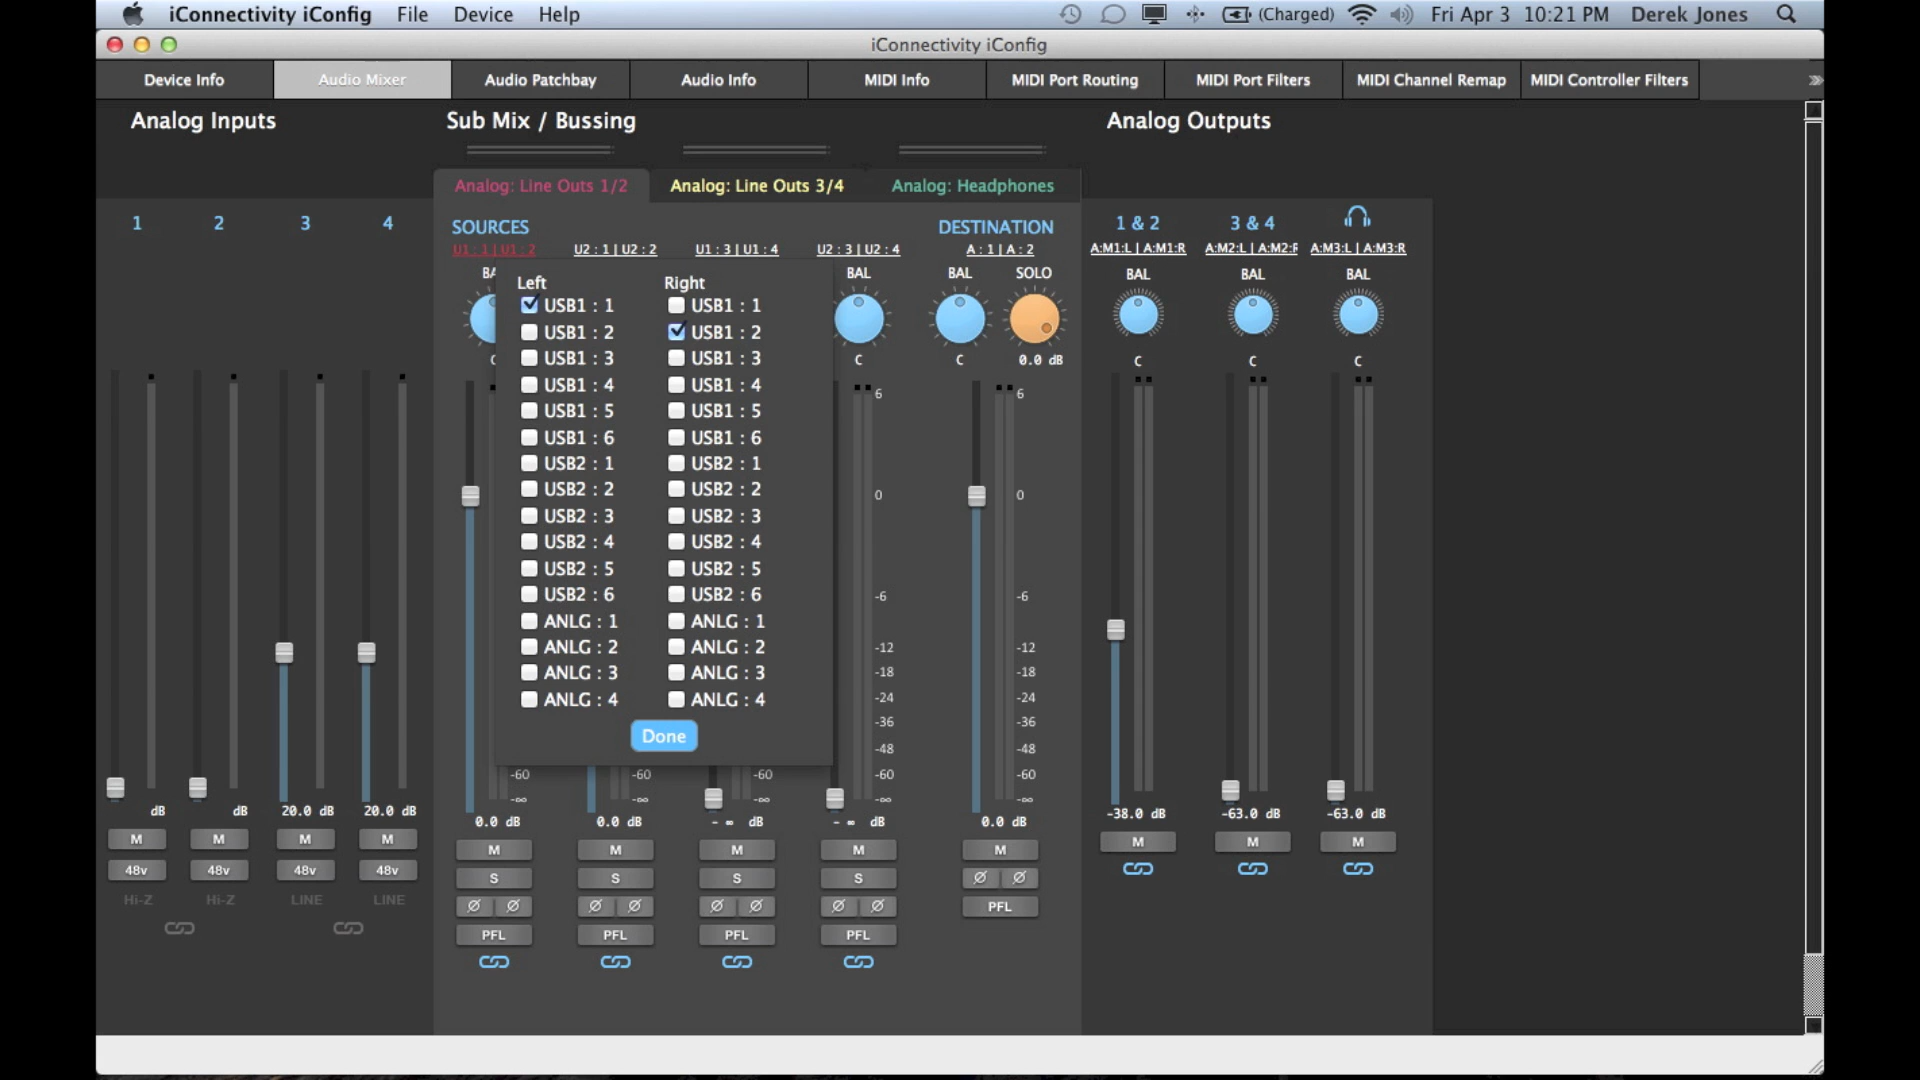 iConnectivity iConfig File Device Help (Charged) Fri Apr 3 10:21 PM Derek Jones
iConnectivity iConfig
Device Info Audio Mixer Audio Patchbay Audio Info MIDI Info MIDI Port Routing MIDI Port Filters MIDI Channel Remap MIDI Controller Filters »
Analog Inputs Sub Mix / Bussing Analog Outputs
Analog: Line Outs 1/2 Analog: Line Outs 3/4 Analog: Headphones
1 2 3 4 SOURCES DESTINATION 1 & 2 3 & 4
U1 : 1 | U1 : 2 U2 : 1 | U2 : 2 U1 : 3 | U1 : 4 U2 : 3 | U2 : 4 A : 1 | A : 2 A:M1:L | A:M1:R A:M2:L | A:M2:F A:M3:L | A:M3:R
BA BAL BAL SOLO BAL BAL BAL
Left Right
USB1 : 1 USB1 : 1
USB1 : 2 USB1 : 2
USB1 : 3 USB1 : 3
C C C 0.0 dB C C C
USB1 : 4 USB1 : 4
6 6
USB1 : 5 USB1 : 5
USB1 : 6 USB1 : 6
USB2 : 1 USB2 : 1
USB2 : 2 USB2 : 2
0 0
USB2 : 3 USB2 : 3
USB2 : 4 USB2 : 4
USB2 : 5 USB2 : 5
USB2 : 6 USB2 : 6
-6 -6
ANLG : 1 ANLG : 1
ANLG : 2 ANLG : 2
-12 -12
ANLG : 3 ANLG : 3
-18 -18
ANLG : 4 ANLG : 4
-24 -24
-36 -36
Done
-48 -48
-60 -60 -60 -60 -60
-∞ -∞ -∞ -∞ -∞
dB dB 20.0 dB 20.0 dB 0.0 dB 0.0 dB - ∞ dB - ∞ dB 0.0 dB -38.0 dB -63.0 dB -63.0 dB
M M M M M M M M M M M M
48v 48v 48v 48v S S S S Ø Ø
Hi-Z Hi-Z LINE LINE Ø Ø Ø Ø Ø Ø Ø Ø PFL
PFL PFL PFL PFL